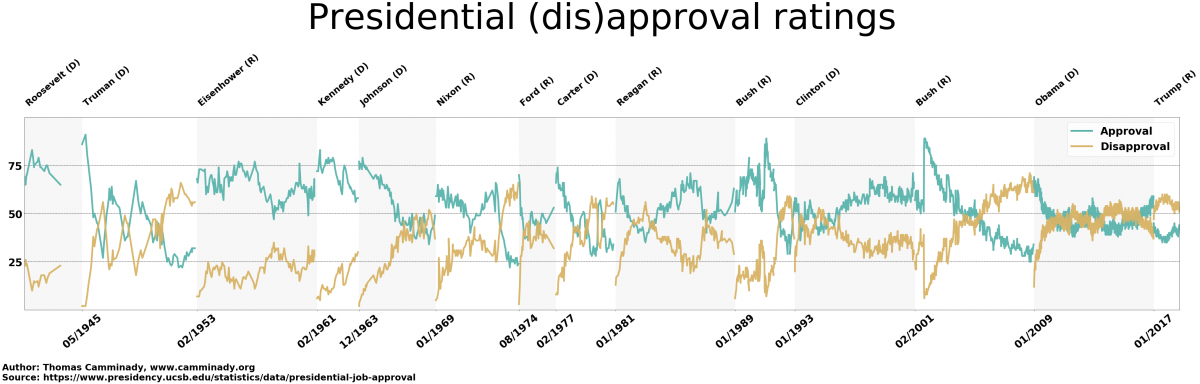 Presidential (dis)approval ratings
Roosevelt (D)
Truman (D)
Eisenhower (R)
Kennedy (D)
Johnson (D)
Nixon (R)
Ford (R)
Carter (D)
Reagan (R)
Bush (R)
Clinton (D)
Bush (R)
Obama (D)
Trump (R)
Approval
Disapproval
75
50
25
05/1945
02/1953
02/1961
12/1963
01/1969
08/1974
02/1977
01/1981
01/1989
01/1993
02/2001
01/2009
01/2017
Author: Thomas Camminady, www.camminady.org
Source: https://www.presidency.ucsb.edu/statistics/data/presidential-job-approval